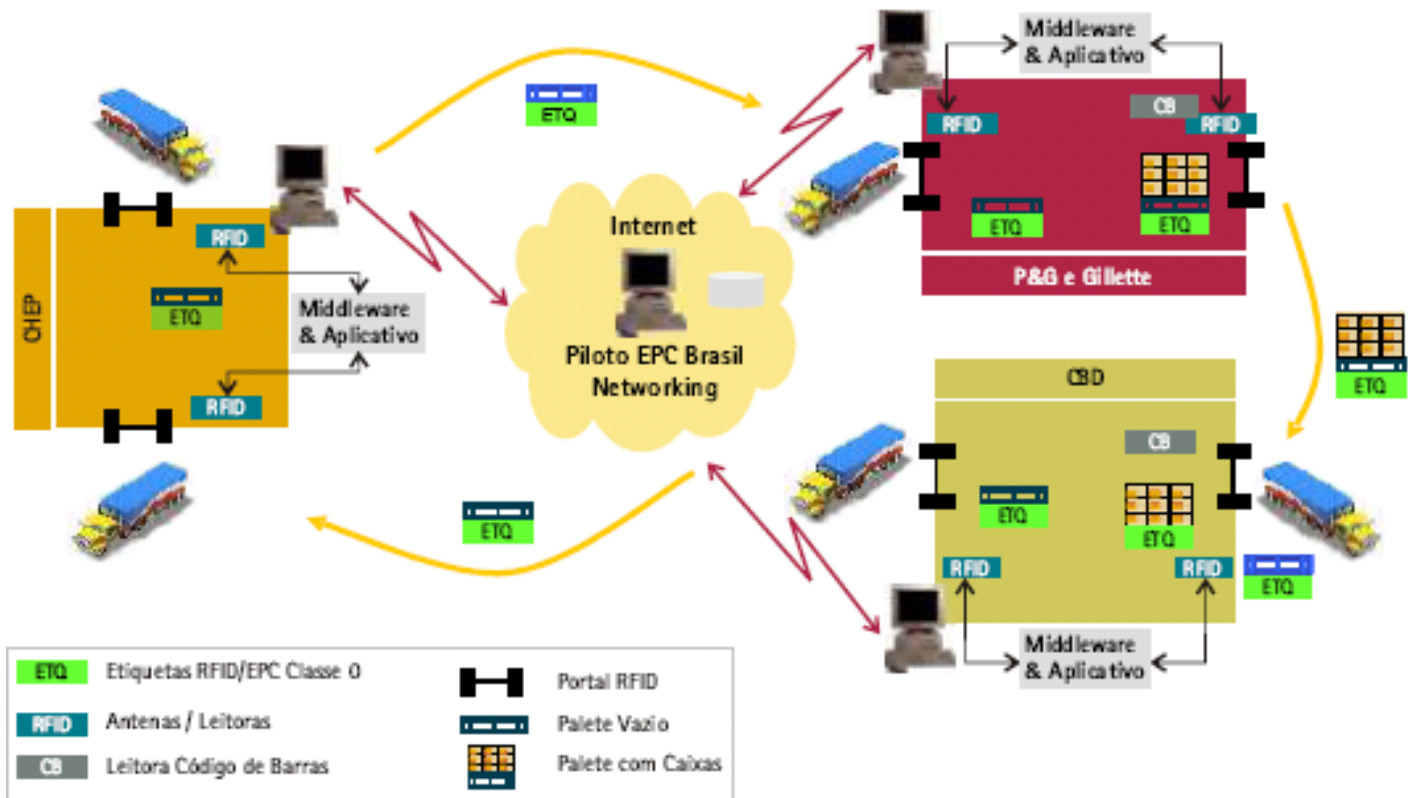 Middleware
& Aplicativo
ETQ
CB
RFID
RFID
ETQ
ETQ
P&G e Gillette
Internet
Piloto EPC Brasil
Networking
CHEP
RFID
ETQ
Middleware
& Aplicativo
RFID
ETQ
CBD
CB
ETQ
ETQ
ETQ
RFID
RFID
ETQ
Middleware
& Aplicativo
ETQ Etiquetas RFID/EPC Classe 0
Portal RFID
RFID Antenas / Leitoras
Palete Vazio
CB Leitora Código de Barras
Palete com Caixas